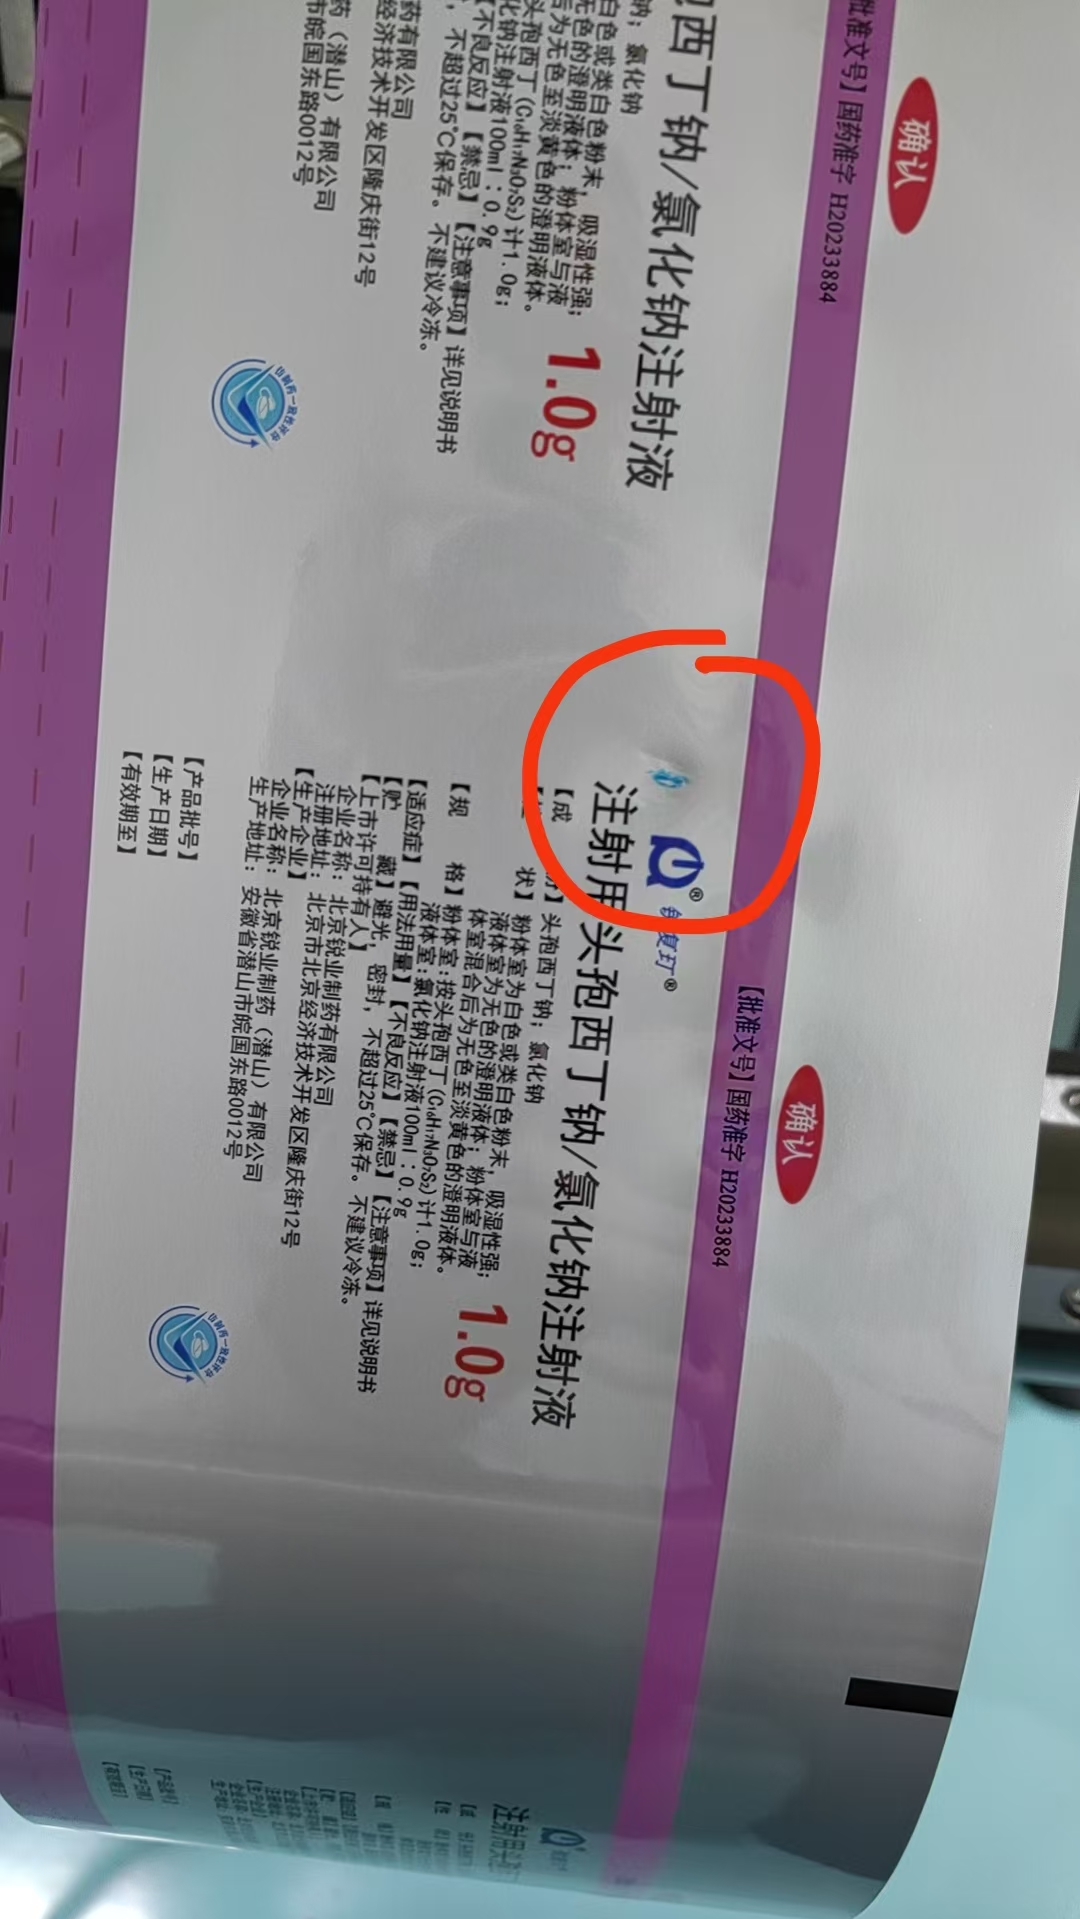 批准文号】国药准字 H20233884
确认
西丁钠/氯化钠注射液
钠；氯化钠
白色或类白色粉末，吸湿性强；
无色的澄明液体；粉体室与液
后为无色至淡黄色的澄明液体。
头孢西丁(C₁₆H₁₇N₃O₇S₂)计1.0g；
化钠注射液100ml：0.9g
【不良反应】【禁忌】【注意事项】详见说明书
，不超过25℃保存。不建议冷冻。
1.0g
药有限公司
经济技术开发区隆庆街12号
药（潜山）有限公司
市皖国东路0012号
【批准文号】国药准字 H20233884
确认
®
复玎®
注射用头孢西丁钠/氯化钠注射液
【成 份】头孢西丁钠；氯化钠
状】粉体室为白色或类白色粉末，吸湿性强；
液体室为无色的澄明液体；粉体室与液
体室混合后为无色至淡黄色的澄明液体。
【规 格】粉体室:按头孢西丁(C₁₆H₁₇N₃O₇S₂)计1.0g；
液体室:氯化钠注射液100ml：0.9g
【适应症】【用法用量】【不良反应】【禁忌】【注意事项】详见说明书
【贮 藏】避光，密封，不超过25℃保存。不建议冷冻。
1.0g
【上市许可持有人】
企业名称：北京锐业制药有限公司
注册地址：北京市北京经济技术开发区隆庆街12号
【生产企业】
企业名称：北京锐业制药（潜山）有限公司
生产地址：安徽省潜山市皖国东路0012号
【产品批号】
【生产日期】
【有效期至】
注射用头
【产品批号】
【生产日期】
【有效期至】